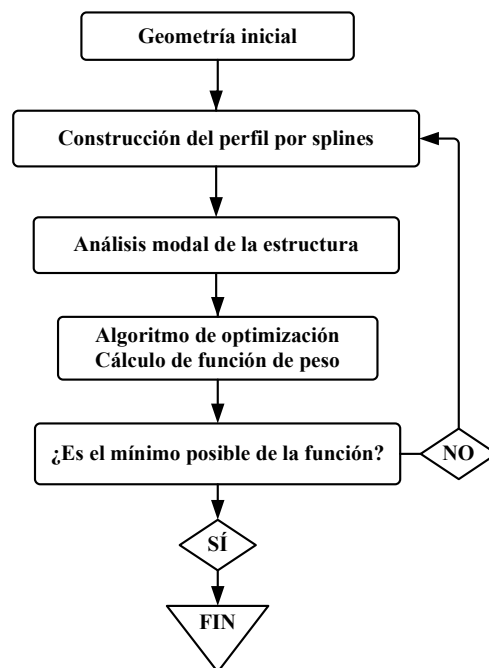 Geometría inicial
Construcción del perfil por splines
Análisis modal de la estructura
Algoritmo de optimización
Cálculo de función de peso
¿Es el mínimo posible de la función?
NO
SÍ
FIN